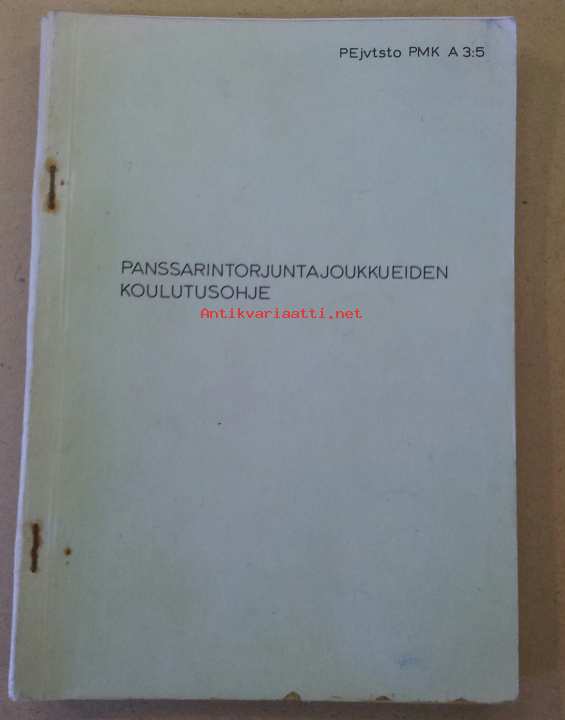 PEjvtsto PMK A 3:5
PANSSARINTORJUNTAJOUKKUEIDEN
KOULUTUSOHJE
Antikvariaatti.net